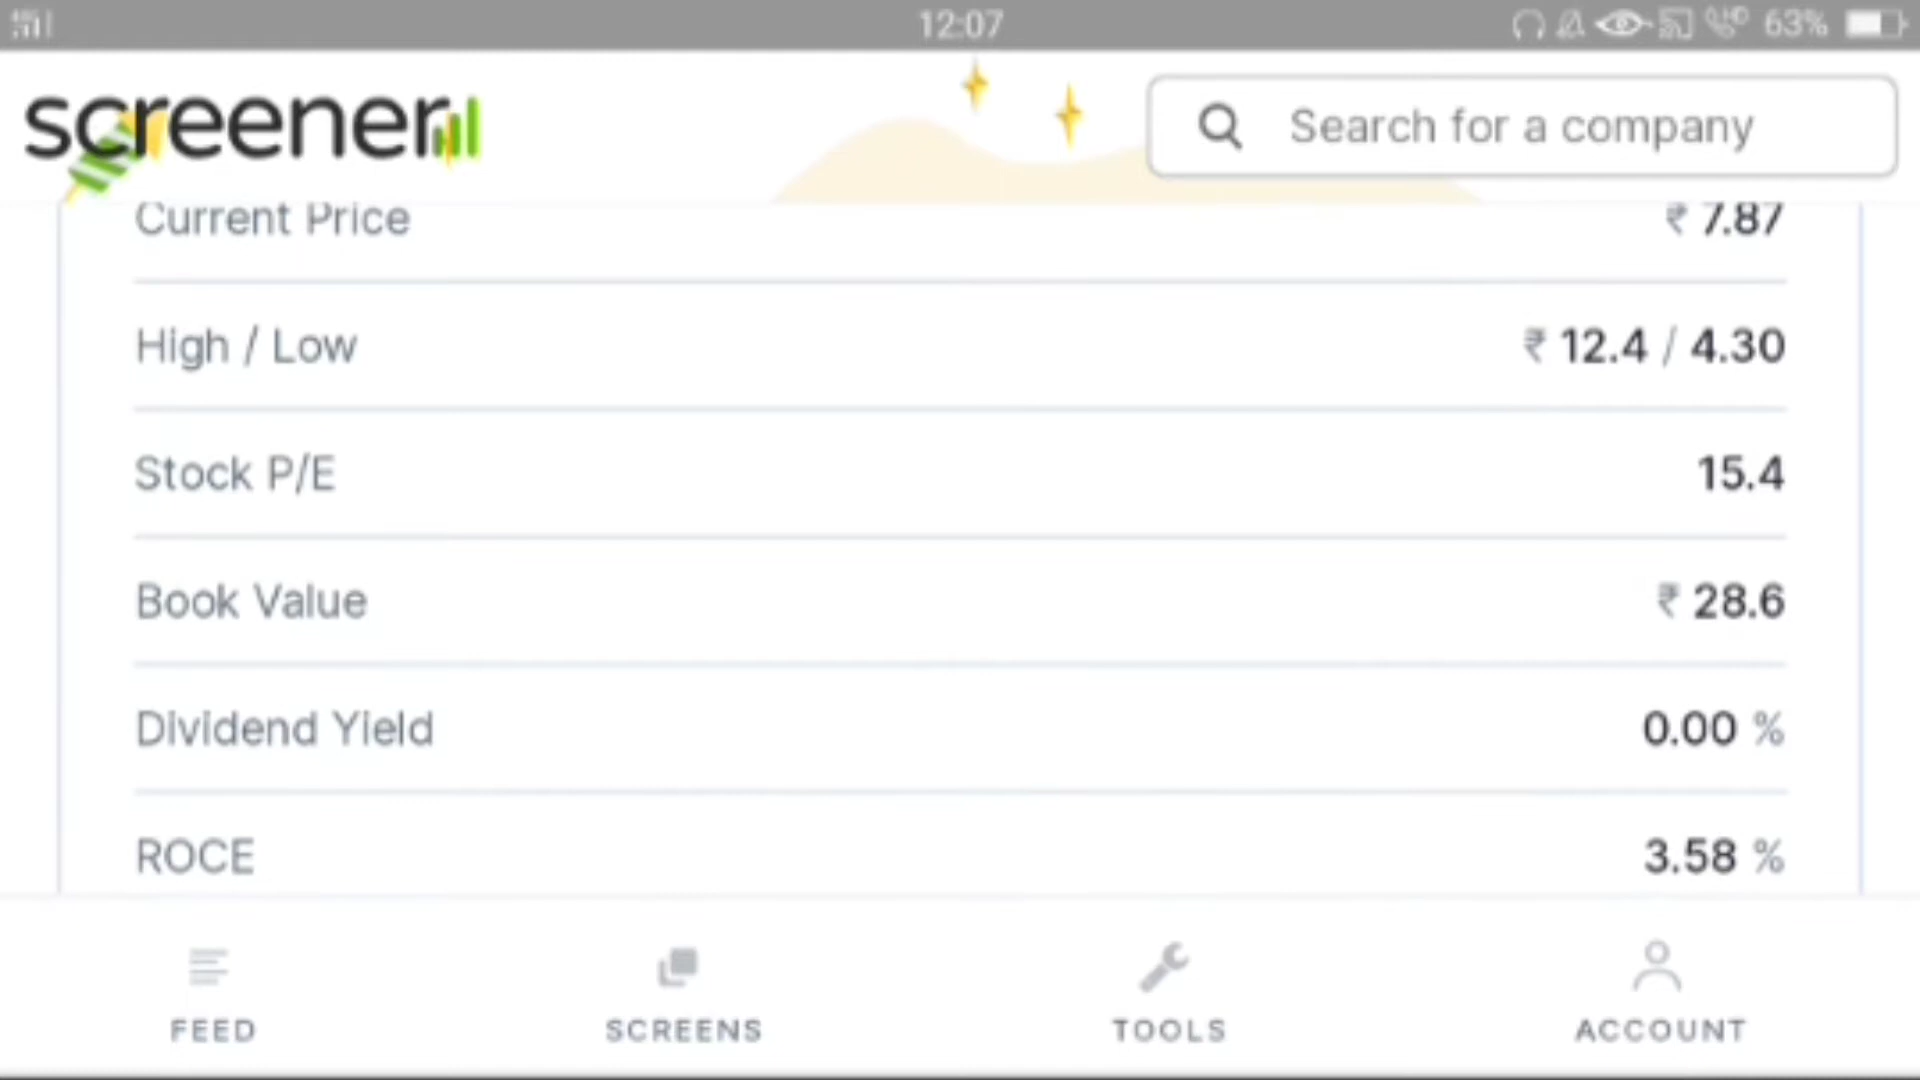 12:07
63%
screener
Search for a company
Current Price ₹ 7.87
High / Low ₹ 12.4 / 4.30
Stock P/E 15.4
Book Value ₹ 28.6
Dividend Yield 0.00 %
ROCE 3.58 %
FEED SCREENS TOOLS ACCOUNT